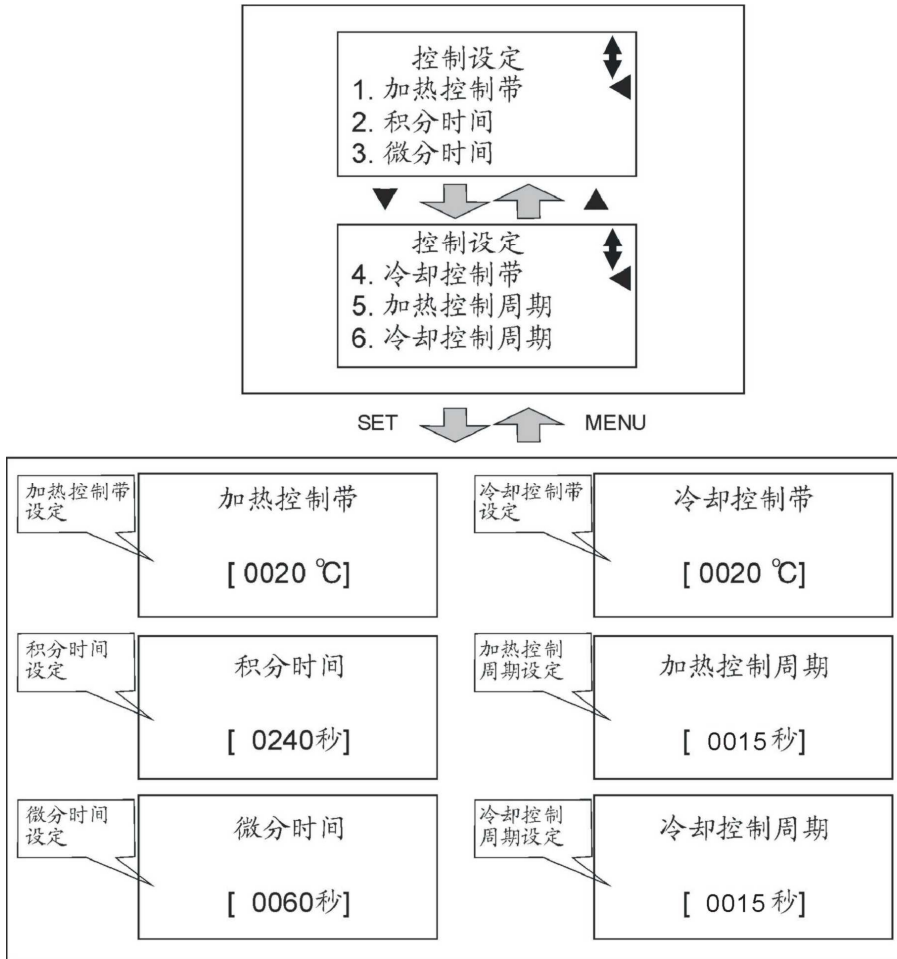 控制设定
1. 加热控制带
2. 积分时间
3. 微分时间
控制设定
4. 冷却控制带
5. 加热控制周期
6. 冷却控制周期
SET
MENU
加热控制带
设定
加热控制带
[ 0020 ℃]
冷却控制带
设定
冷却控制带
[ 0020 ℃]
积分时间
设定
积分时间
[ 0240秒]
加热控制
周期设定
加热控制周期
[ 0015秒]
微分时间
设定
微分时间
[ 0060秒]
冷却控制
周期设定
冷却控制周期
[ 0015秒]